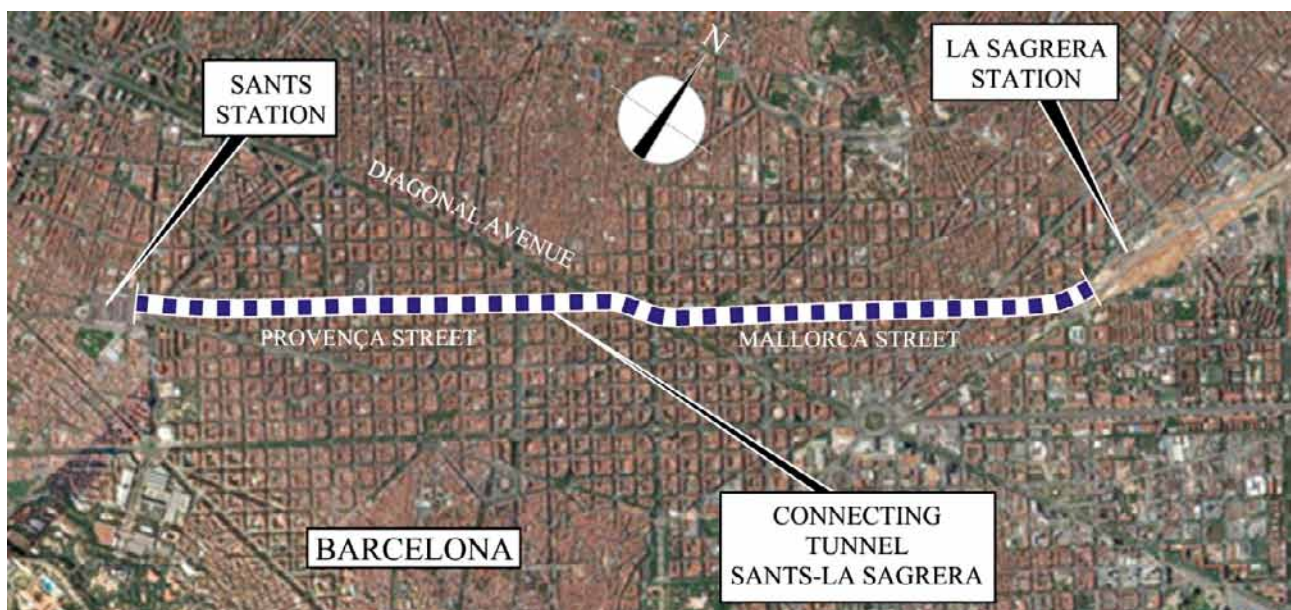 N
SANTS
STATION
LA SAGRERA
STATION
DIAGONAL AVENUE
PROVENÇA STREET
MALLORCA STREET
CONNECTING
TUNNEL
SANTS-LA SAGRERA
BARCELONA